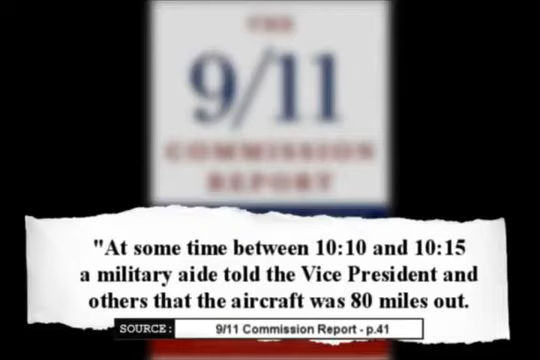 THE
9/11
COMMISSION
REPORT
"At some time between 10:10 and 10:15
a military aide told the Vice President and
others that the aircraft was 80 miles out.
SOURCE: 9/11 Commission Report - p.41